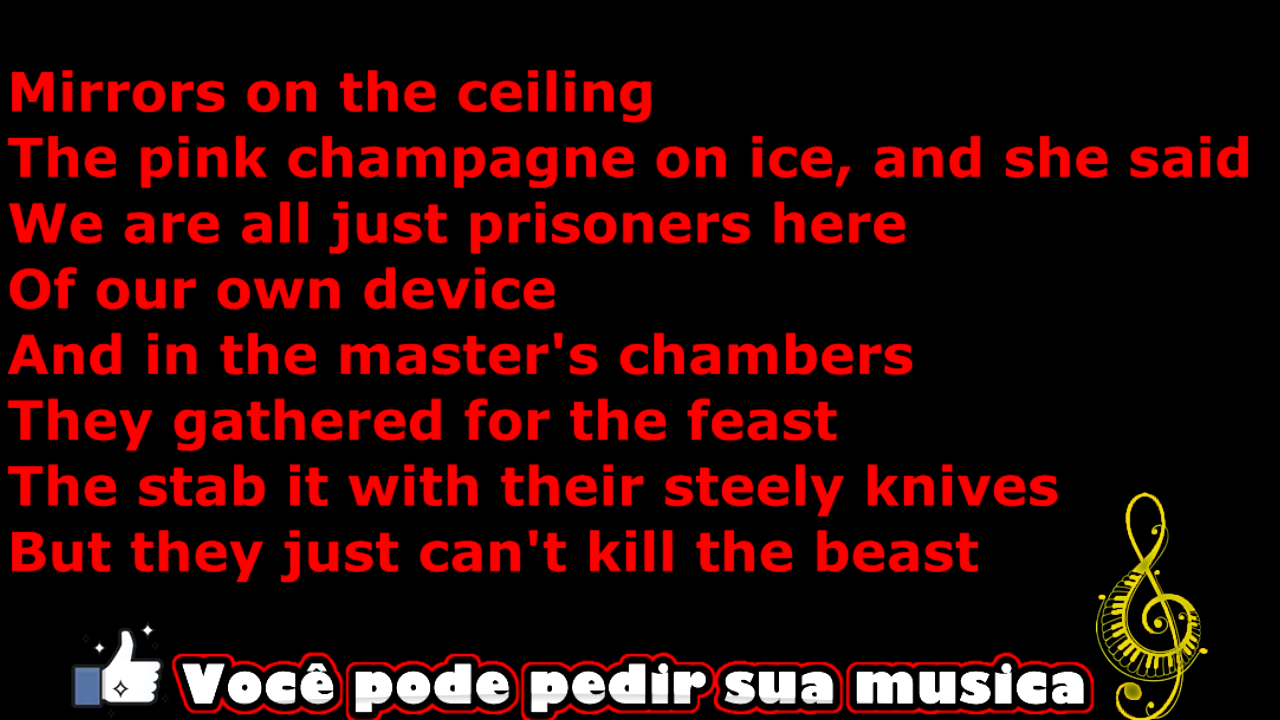 Mirrors on the ceiling
The pink champagne on ice, and she said
We are all just prisoners here
Of our own device
And in the master's chambers
They gathered for the feast
The stab it with their steely knives
But they just can't kill the beast
Você pode pedir sua musica